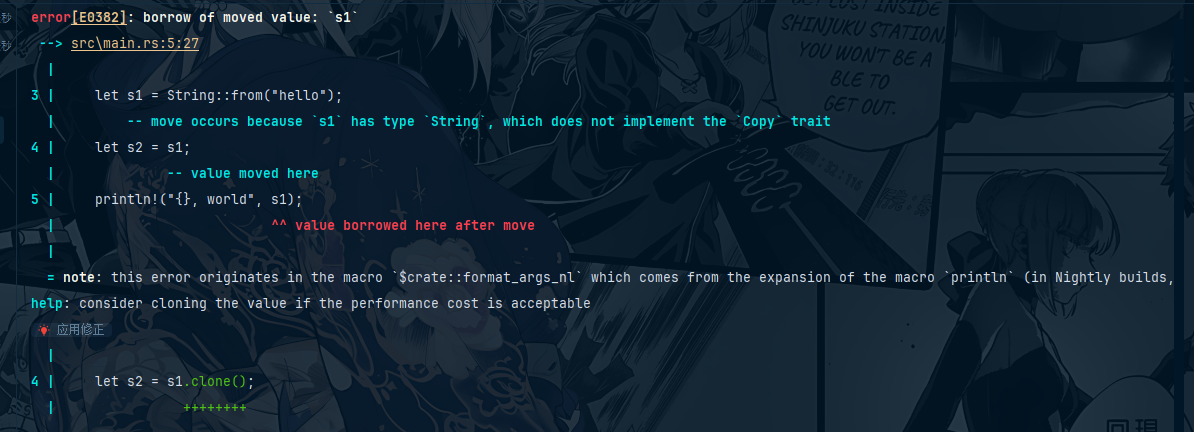 GET LOST INSIDE
SHINJUKU STATION,
YOU WON'T BE A
BLE TO
GET OUT.
秒
秒
error[E0382]: borrow of moved value: `s1`
--> src\main.rs:5:27
|
3 | let s1 = String::from("hello");
| -- move occurs because `s1` has type `String`, which does not implement the `Copy` trait
4 | let s2 = s1;
| -- value moved here
5 | println!("{}, world", s1);
| ^^ value borrowed here after move
|
= note: this error originates in the macro `$crate::format_args_nl` which comes from the expansion of the macro `println` (in Nightly builds,
help: consider cloning the value if the performance cost is acceptable
应用修正
|
4 | let s2 = s1.clone();
| ++++++++